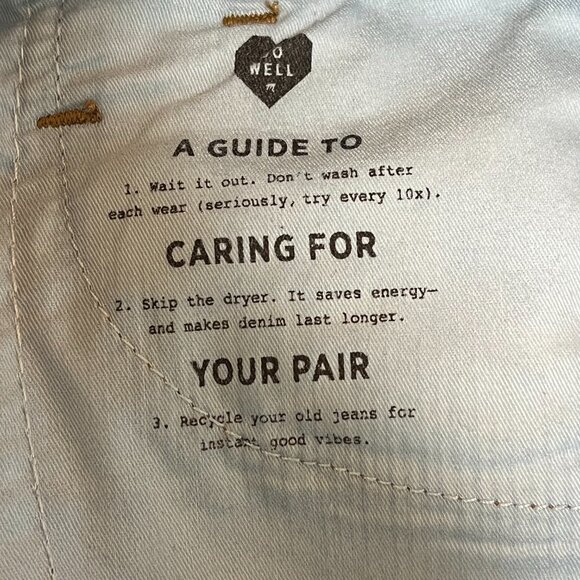 DO
WELL
m
A GUIDE TO
1. Wait it out. Don't wash after
each wear (seriously, try every 10x).
CARING FOR
2. Skip the dryer. It saves energy—
and makes denim last longer.
YOUR PAIR
3. Recycle your old jeans for
instant good vibes.